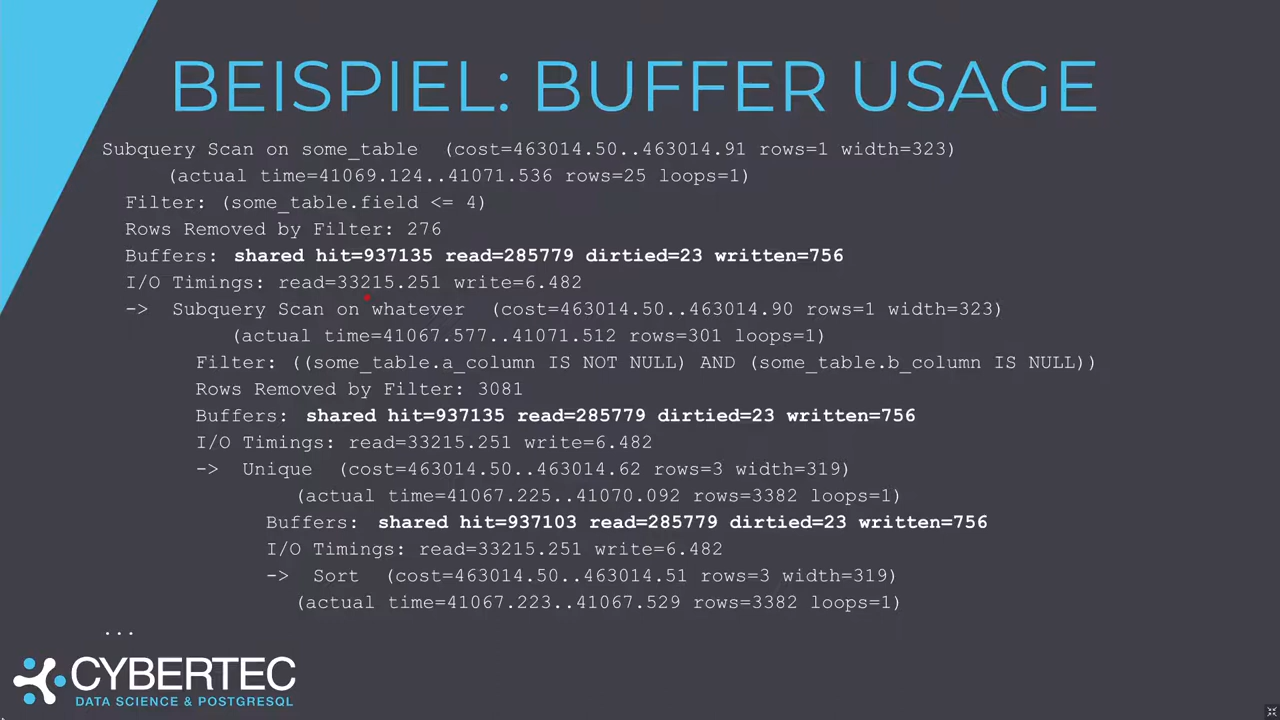 BEISPIEL: BUFFER USAGE
Subquery Scan on some_table (cost=463014.50..463014.91 rows=1 width=323)
(actual time=41069.124..41071.536 rows=25 loops=1)
Filter: (some_table.field <= 4)
Rows Removed by Filter: 276
Buffers: shared hit=937135 read=285779 dirtied=23 written=756
I/O Timings: read=33215.251 write=6.482
-> Subquery Scan on whatever (cost=463014.50..463014.90 rows=1 width=323)
(actual time=41067.577..41071.512 rows=301 loops=1)
Filter: ((some_table.a_column IS NOT NULL) AND (some_table.b_column IS NULL))
Rows Removed by Filter: 3081
Buffers: shared hit=937135 read=285779 dirtied=23 written=756
I/O Timings: read=33215.251 write=6.482
-> Unique (cost=463014.50..463014.62 rows=3 width=319)
(actual time=41067.225..41070.092 rows=3382 loops=1)
Buffers: shared hit=937103 read=285779 dirtied=23 written=756
I/O Timings: read=33215.251 write=6.482
-> Sort (cost=463014.50..463014.51 rows=3 width=319)
(actual time=41067.223..41067.529 rows=3382 loops=1)
...
CYBERTEC
DATA SCIENCE & POSTGRESQL